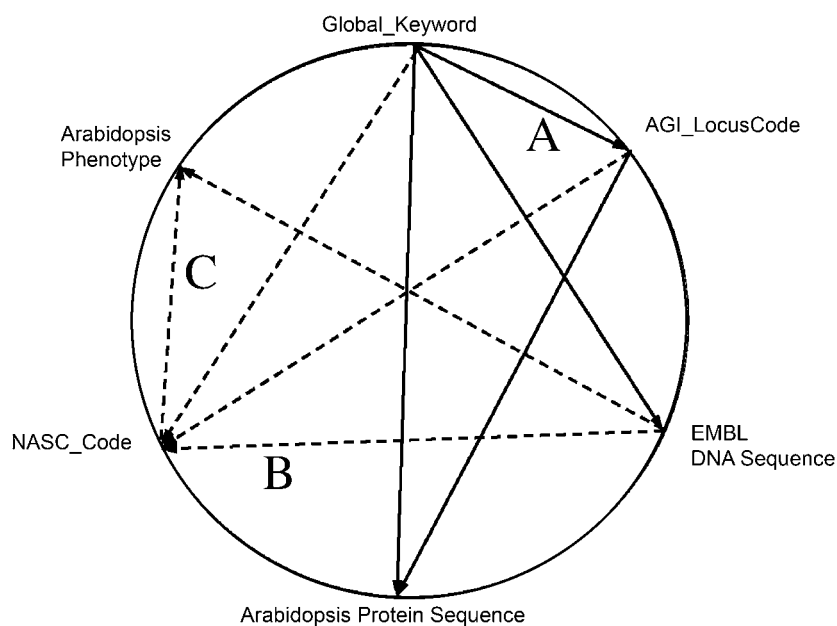 Global_Keyword
Arabidopsis
Phenotype
AGI_LocusCode
A
C
NASC_Code
B
EMBL
DNA Sequence
Arabidopsis Protein Sequence